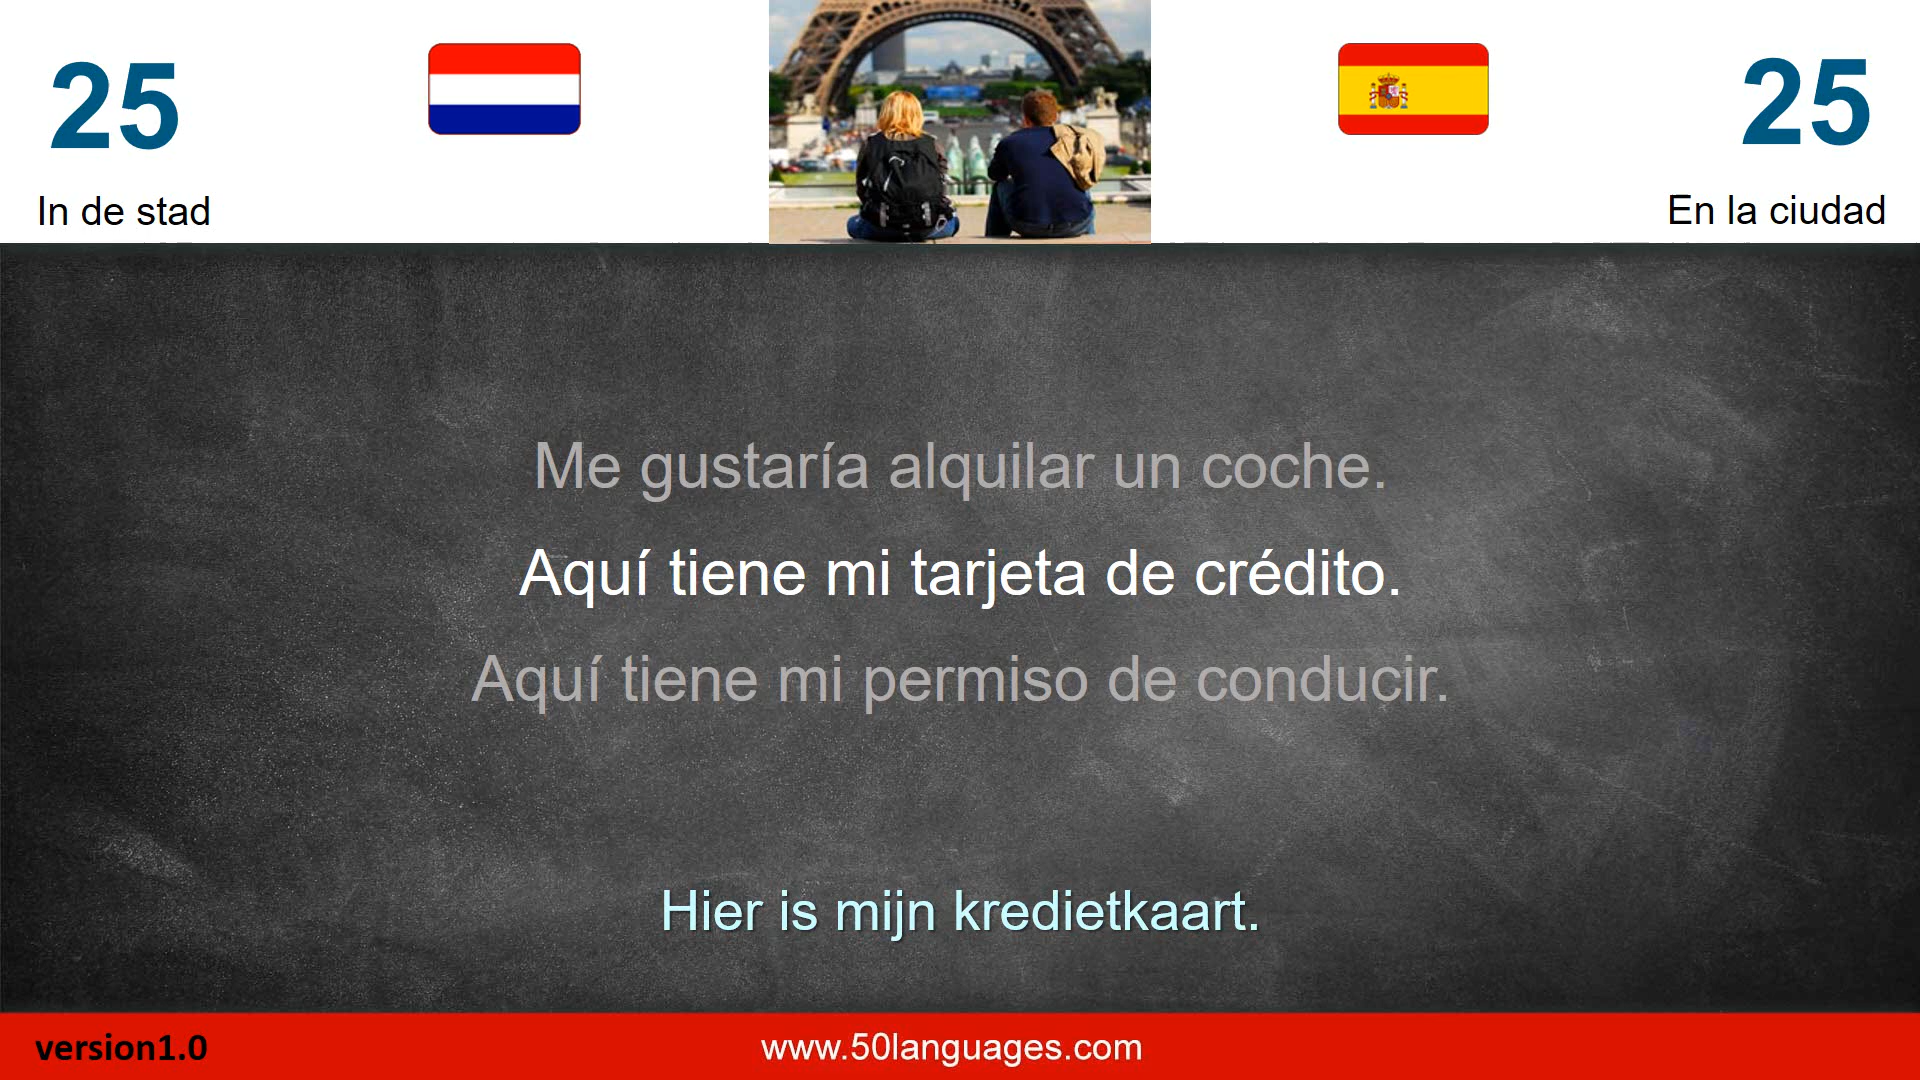 25
25
In de stad
En la ciudad
Me gustaría alquilar un coche.
Aquí tiene mi tarjeta de crédito.
Aquí tiene mi permiso de conducir.
Hier is mijn kredietkaart.
version1.0
www.50languages.com